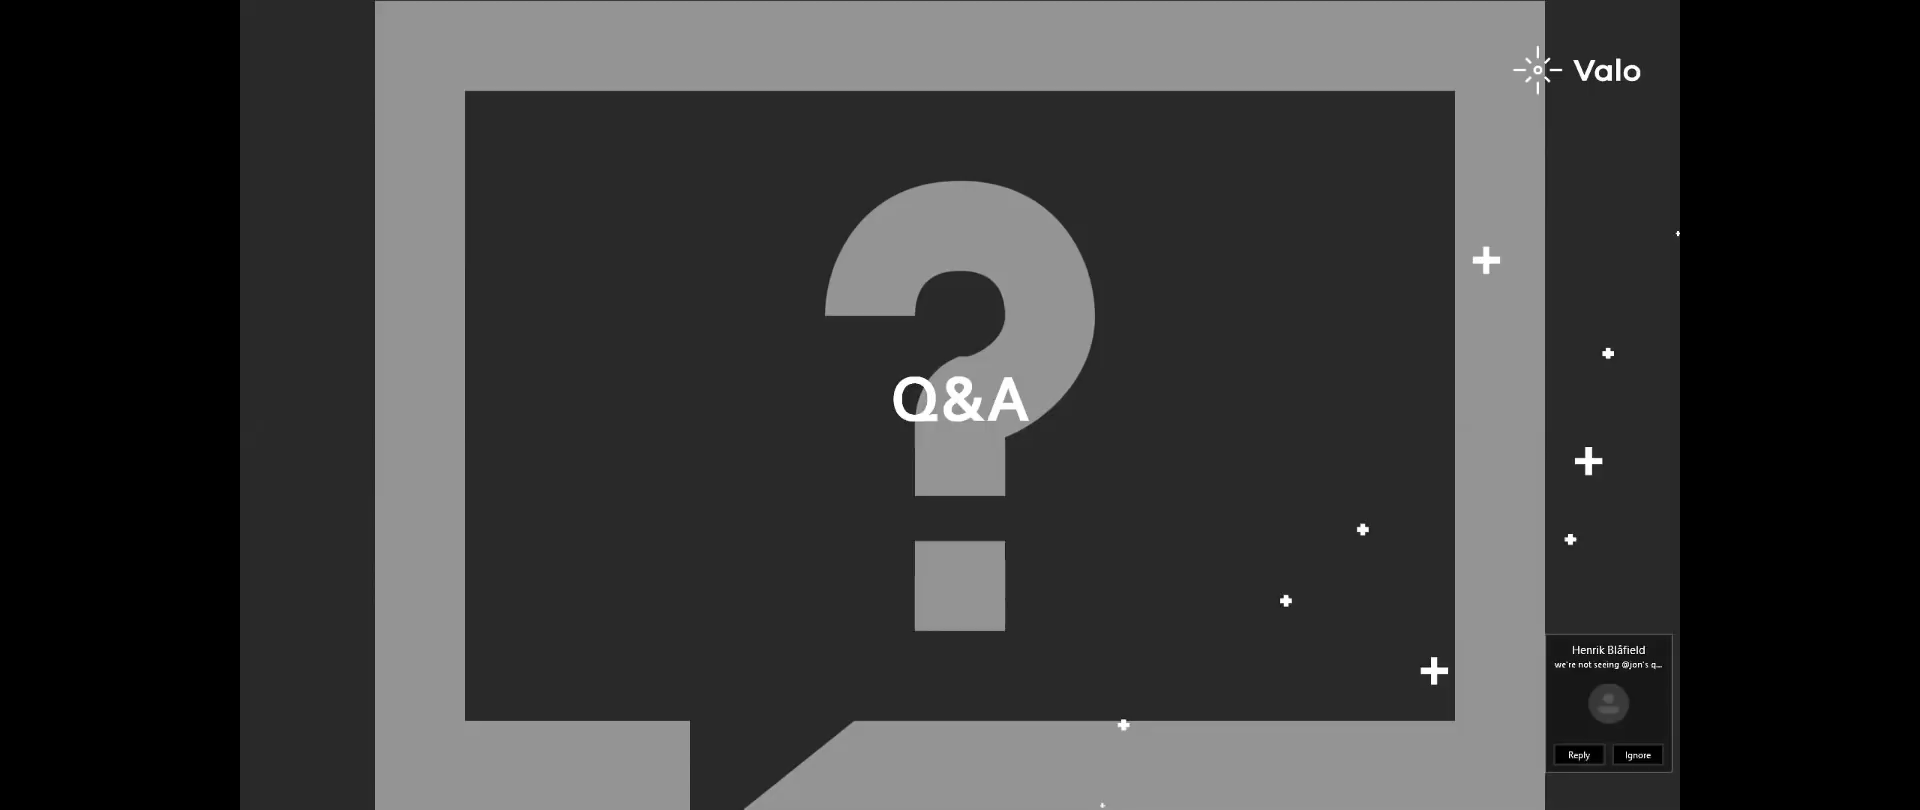 Valo
Q&A
Henrik Blåfield
we're not seeing @jon's q...
Reply
Ignore